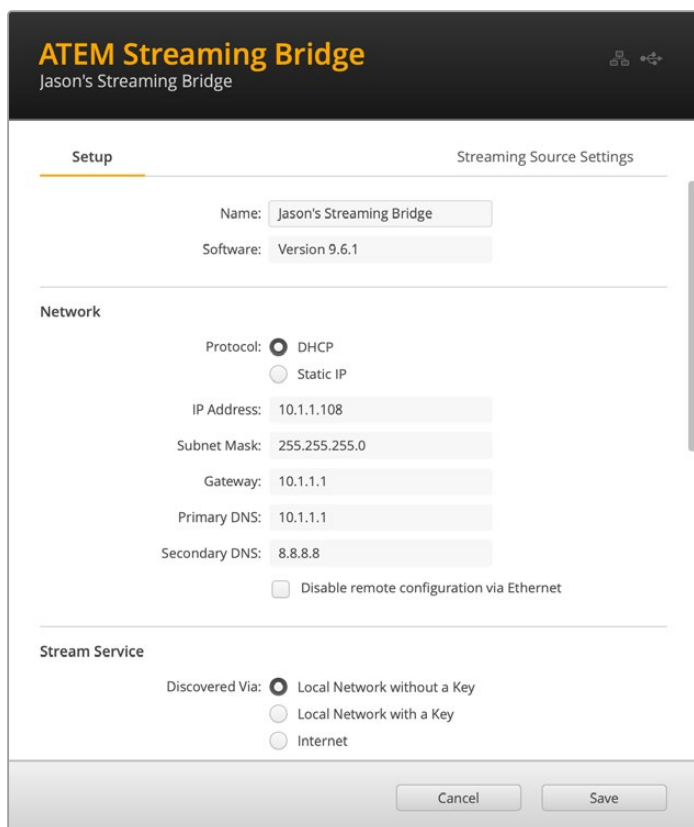 ATEM Streaming Bridge
Jason's Streaming Bridge
Setup Streaming Source Settings
Name: Jason's Streaming Bridge
Software: Version 9.6.1
Network
Protocol: DHCP
Static IP
IP Address: 10.1.1.108
Subnet Mask: 255.255.255.0
Gateway: 10.1.1.1
Primary DNS: 10.1.1.1
Secondary DNS: 8.8.8.8
Disable remote configuration via Ethernet
Stream Service
Discovered Via: Local Network without a Key
Local Network with a Key
Internet
Cancel Save